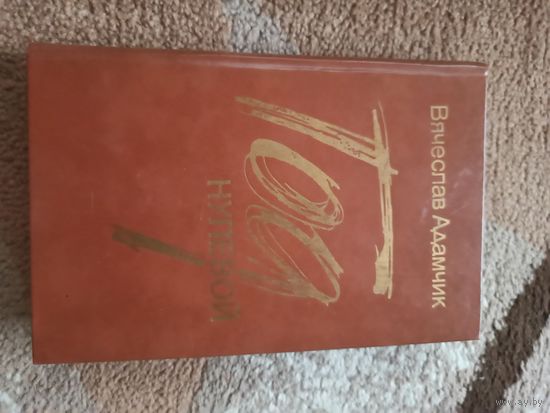 Вячеслав Адамчик
Год
нулевой
www.ay.by